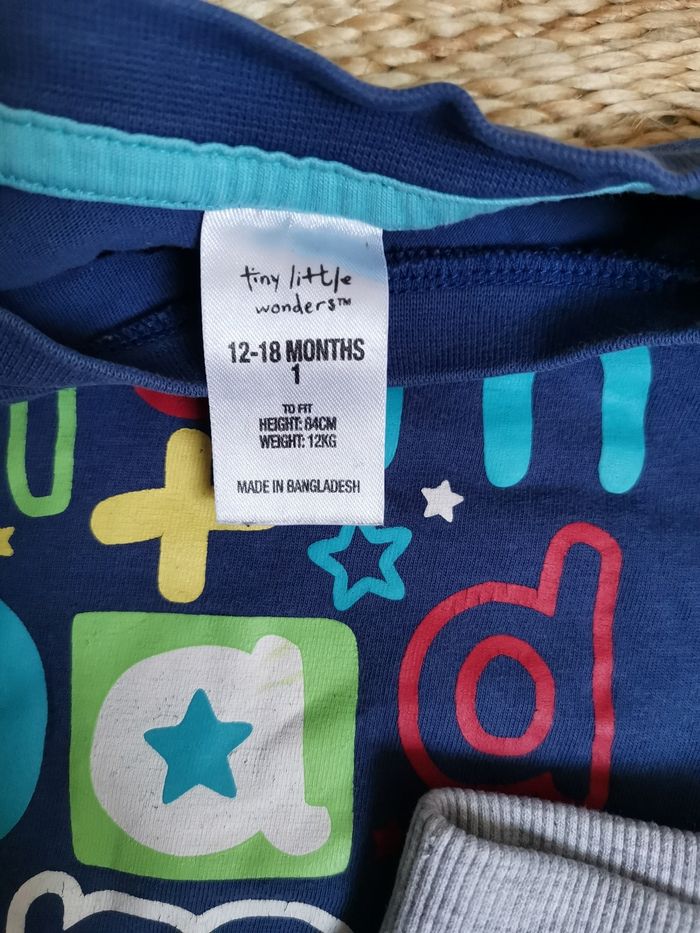 tiny little
wonders™
12-18 MONTHS
1
TO FIT
HEIGHT: 84CM
WEIGHT: 12KG
MADE IN BANGLADESH
a
d